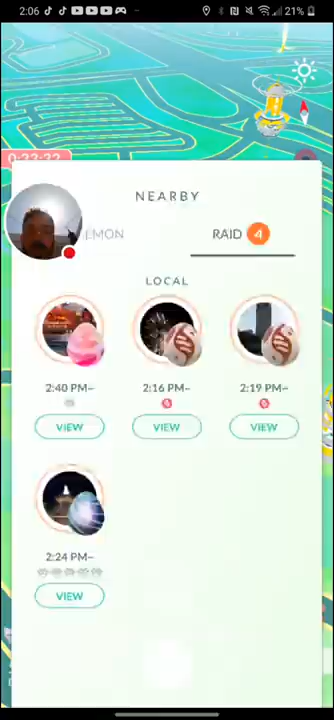 2:06
21%
0:23:32
NEARBY
EMON
RAID 4
LOCAL
2:40 PM~
2:16 PM~
2:19 PM~
VIEW
VIEW
VIEW
2:24 PM~
VIEW